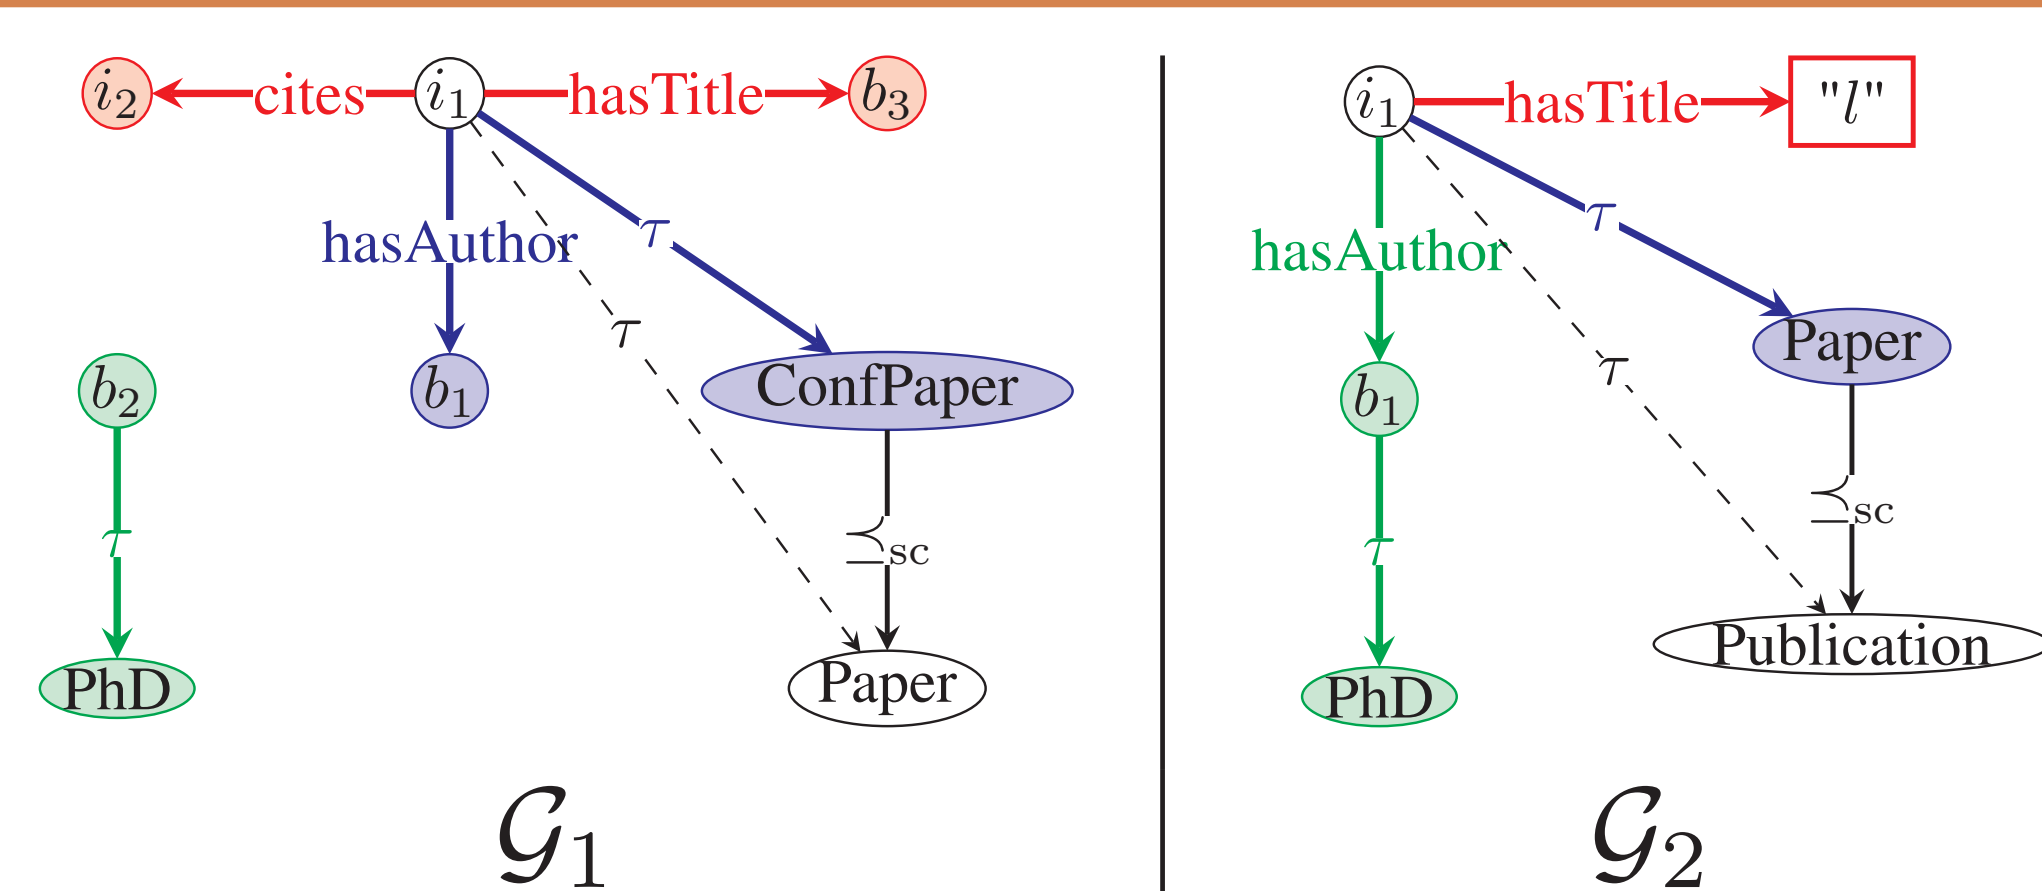 i₂ cites i₁ hasTitle b₃
hasAuthor τ
τ
b₂ b₁ ConfPaper
τ ⪯sc
PhD Paper
𝒢₁
i₁ hasTitle "l"
τ
hasAuthor
Paper
τ
b₁
⪯sc
τ
Publication
PhD
𝒢₂